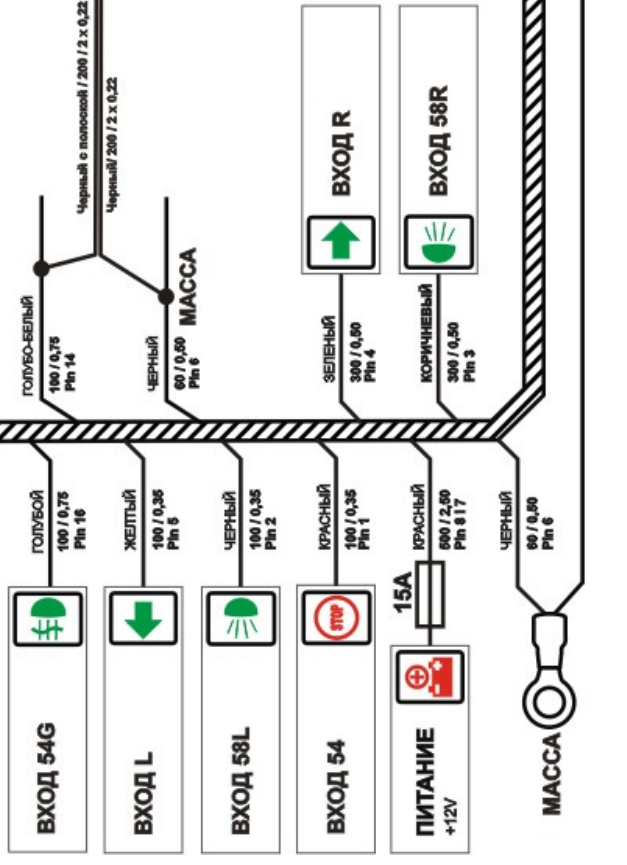 Черный с полоской / 200 / 2 x 0,22
Черный/ 200 / 2 x 0,22
ГОЛУБО-БЕЛЫЙ
100 / 0,75
Pin 14
ЧЕРНЫЙ
60 / 0,50
Pin 6
МАССА
ВХОД R
ЗЕЛЕНЫЙ
300 / 0,50
Pin 4
ВХОД 58R
КОРИЧНЕВЫЙ
300 / 0,50
Pin 3
ГОЛУБОЙ
100 / 0,75
Pin 16
ВХОД 54G
ЖЕЛТЫЙ
100 / 0,35
Pin 5
ВХОД L
ЧЕРНЫЙ
100 / 0,35
Pin 2
ВХОД 58L
КРАСНЫЙ
100 / 0,35
Pin 1
STOP
ВХОД 54
КРАСНЫЙ
500 / 2,50
Pin 8 i 7
15A
ПИТАНИЕ
+12V
ЧЕРНЫЙ
60 / 0,50
Pin 6
МАССА